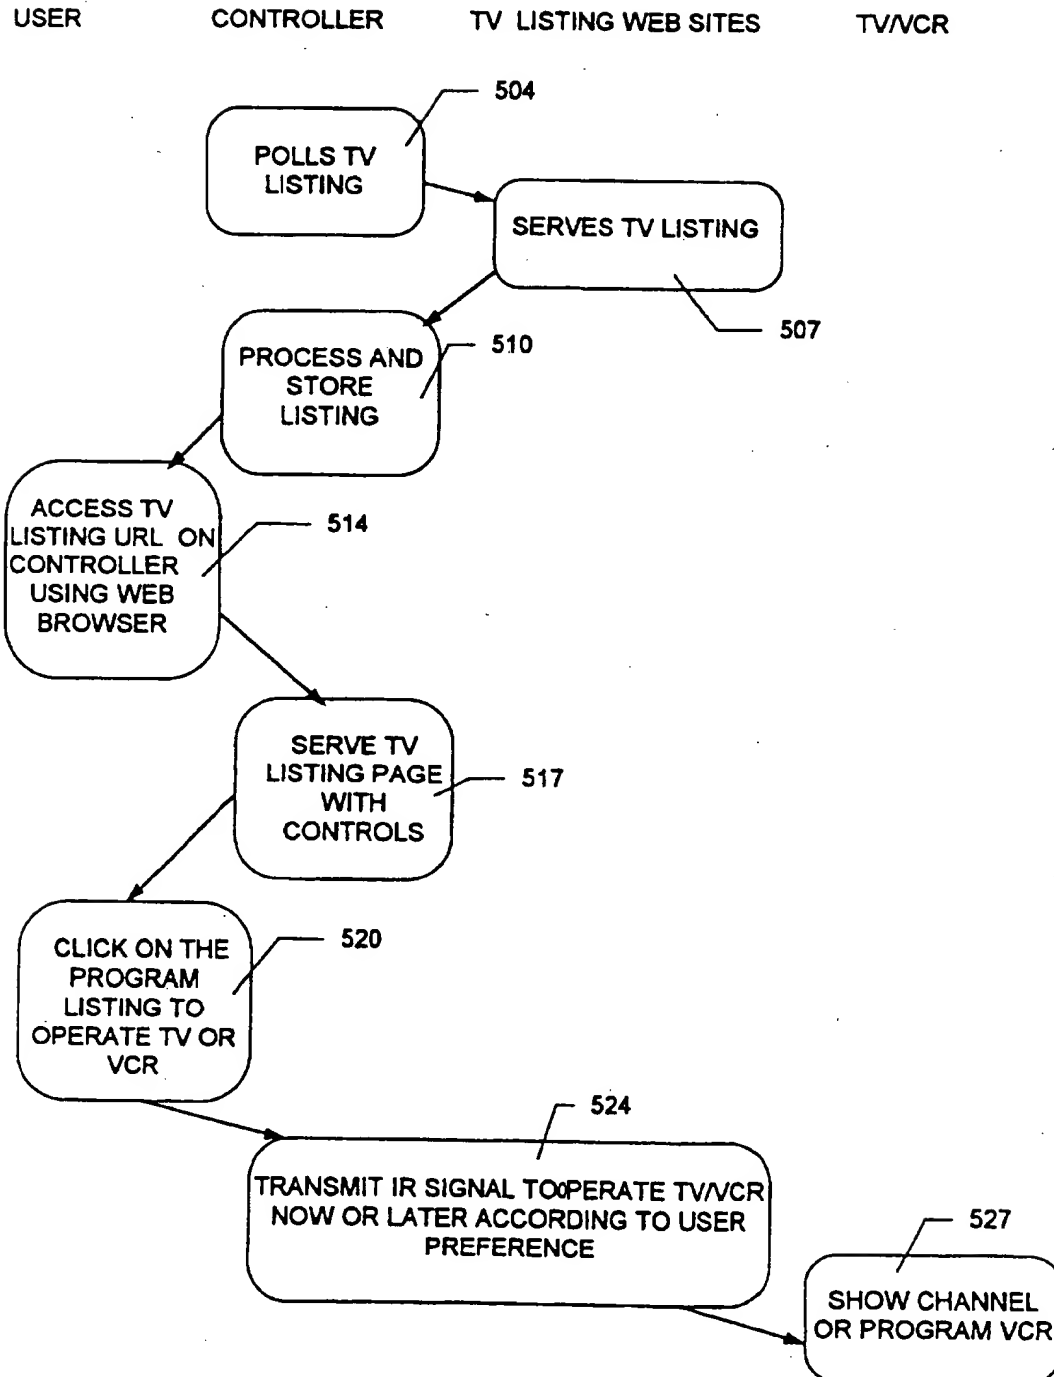 USER CONTROLLER TV LISTING WEB SITES TV/VCR
504
POLLS TV
LISTING
SERVES TV LISTING
507
510
PROCESS AND
STORE
LISTING
ACCESS TV
LISTING URL ON
CONTROLLER
USING WEB
BROWSER
514
SERVE TV
LISTING PAGE
WITH
CONTROLS
517
CLICK ON THE
PROGRAM
LISTING TO
OPERATE TV OR
VCR
520
524
TRANSMIT IR SIGNAL TOOPERATE TV/VCR
NOW OR LATER ACCORDING TO USER
PREFERENCE
527
SHOW CHANNEL
OR PROGRAM VCR